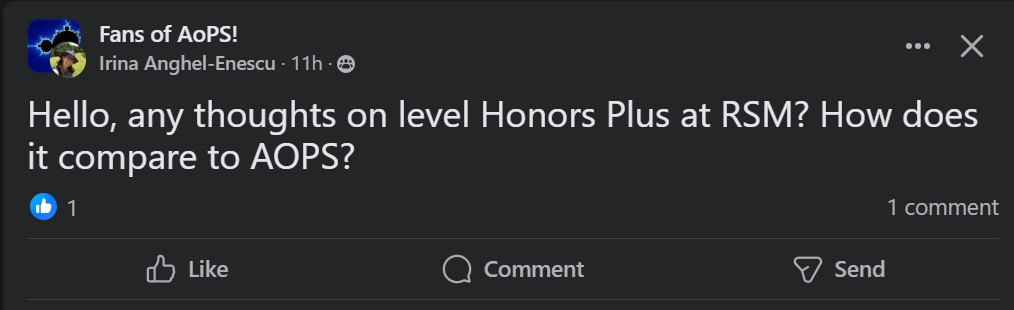 Fans of AoPS!
Irina Anghel-Enescu · 11h ·
Hello, any thoughts on level Honors Plus at RSM? How does
it compare to AOPS?
1
1 comment
Like
Comment
Send